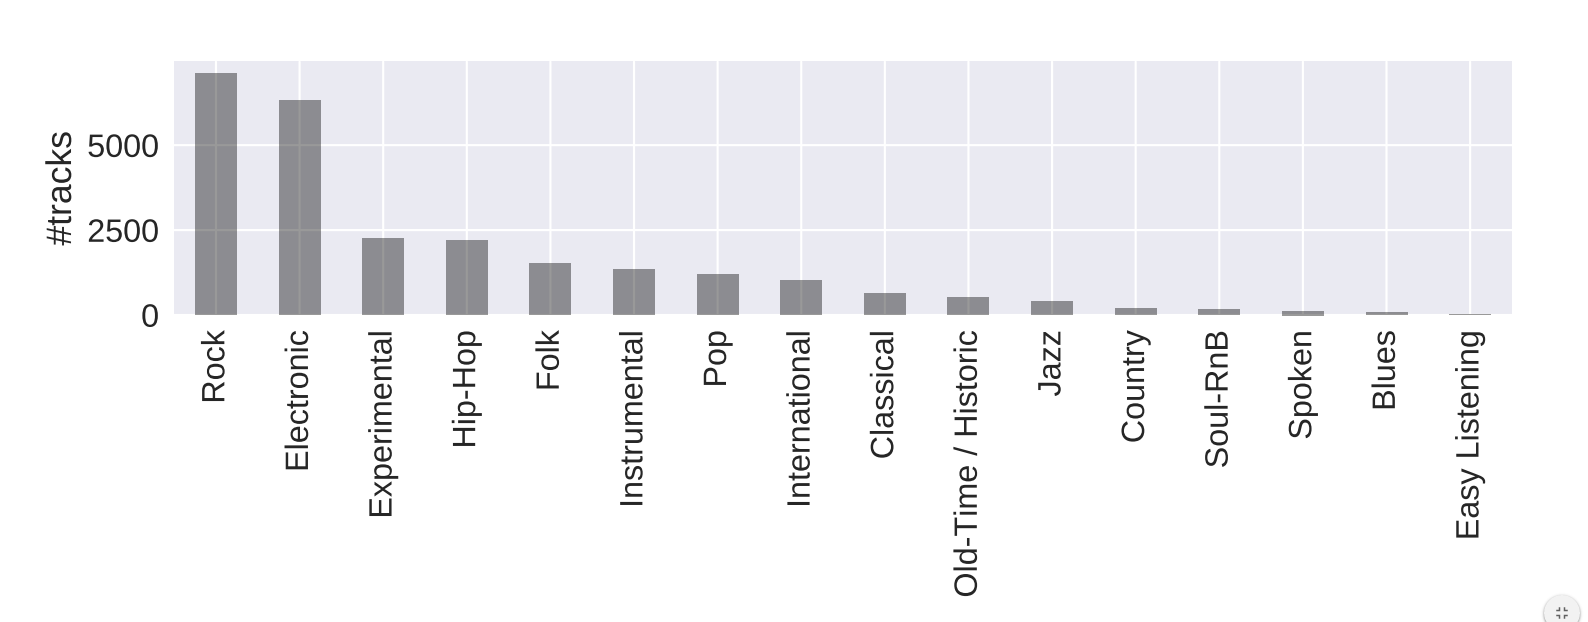 #tracks
5000
2500
0
Rock
Electronic
Experimental
Hip-Hop
Folk
Instrumental
Pop
International
Classical
Old-Time / Historic
Jazz
Country
Soul-RnB
Spoken
Blues
Easy Listening